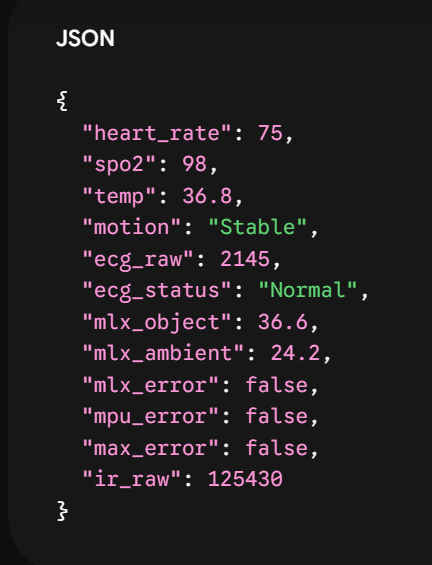 JSON
{
"heart_rate": 75,
"spo2": 98,
"temp": 36.8,
"motion": "Stable",
"ecg_raw": 2145,
"ecg_status": "Normal",
"mlx_object": 36.6,
"mlx_ambient": 24.2,
"mlx_error": false,
"mpu_error": false,
"max_error": false,
"ir_raw": 125430
}